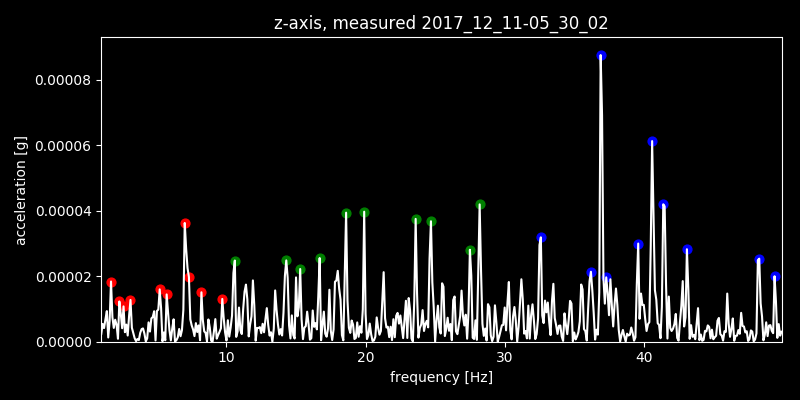 z-axis, measured 2017_12_11-05_30_02
0.00008
0.00006
0.00004
0.00002
0.00000
acceleration [g]
10 20 30 40
frequency [Hz]